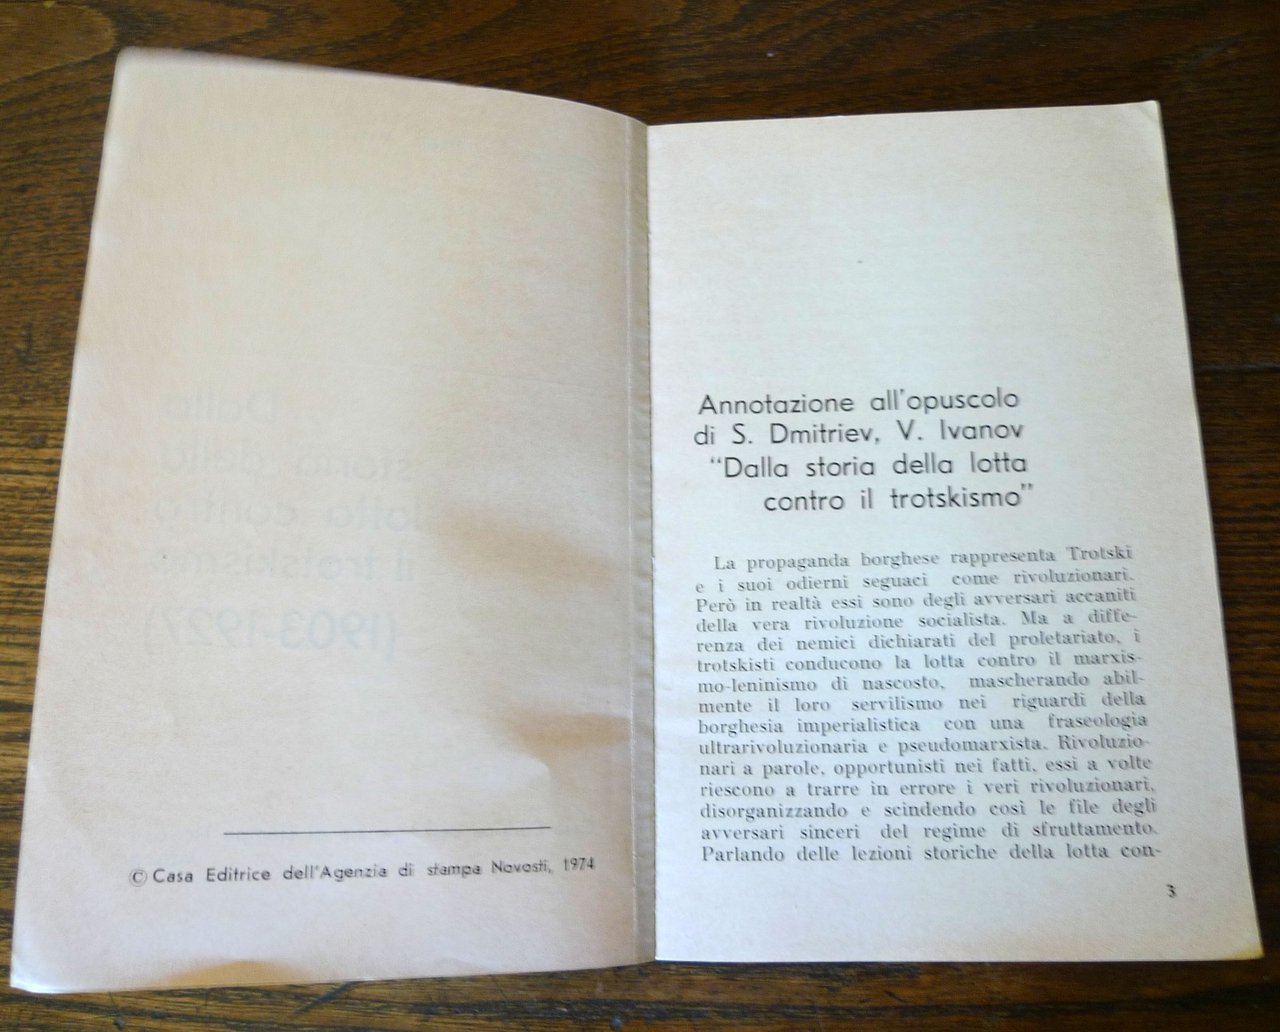 © Casa Editrice dell'Agenzia di stampa Novosti, 1974
Annotazione all'opuscolo
di S. Dmitriev, V. Ivanov
“Dalla storia della lotta
contro il trotskismo”
La propaganda borghese rappresenta Trotski
e i suoi odierni seguaci come rivoluzionari.
Però in realtà essi sono degli avversari accaniti
della vera rivoluzione socialista. Ma a diffe-
renza dei nemici dichiarati del proletariato, i
trotskisti conducono la lotta contro il marxis-
mo-leninismo di nascosto, mascherando abil-
mente il loro servilismo nei riguardi della
borghesia imperialistica con una fraseologia
ultrarivoluzionaria e pseudomarxista. Rivoluzio-
nari a parole, opportunisti nei fatti, essi a volte
riescono a trarre in errore i veri rivoluzionari,
disorganizzando e scindendo così le file degli
avversari sinceri del regime di sfruttamento.
Parlando delle lezioni storiche della lotta con-
3